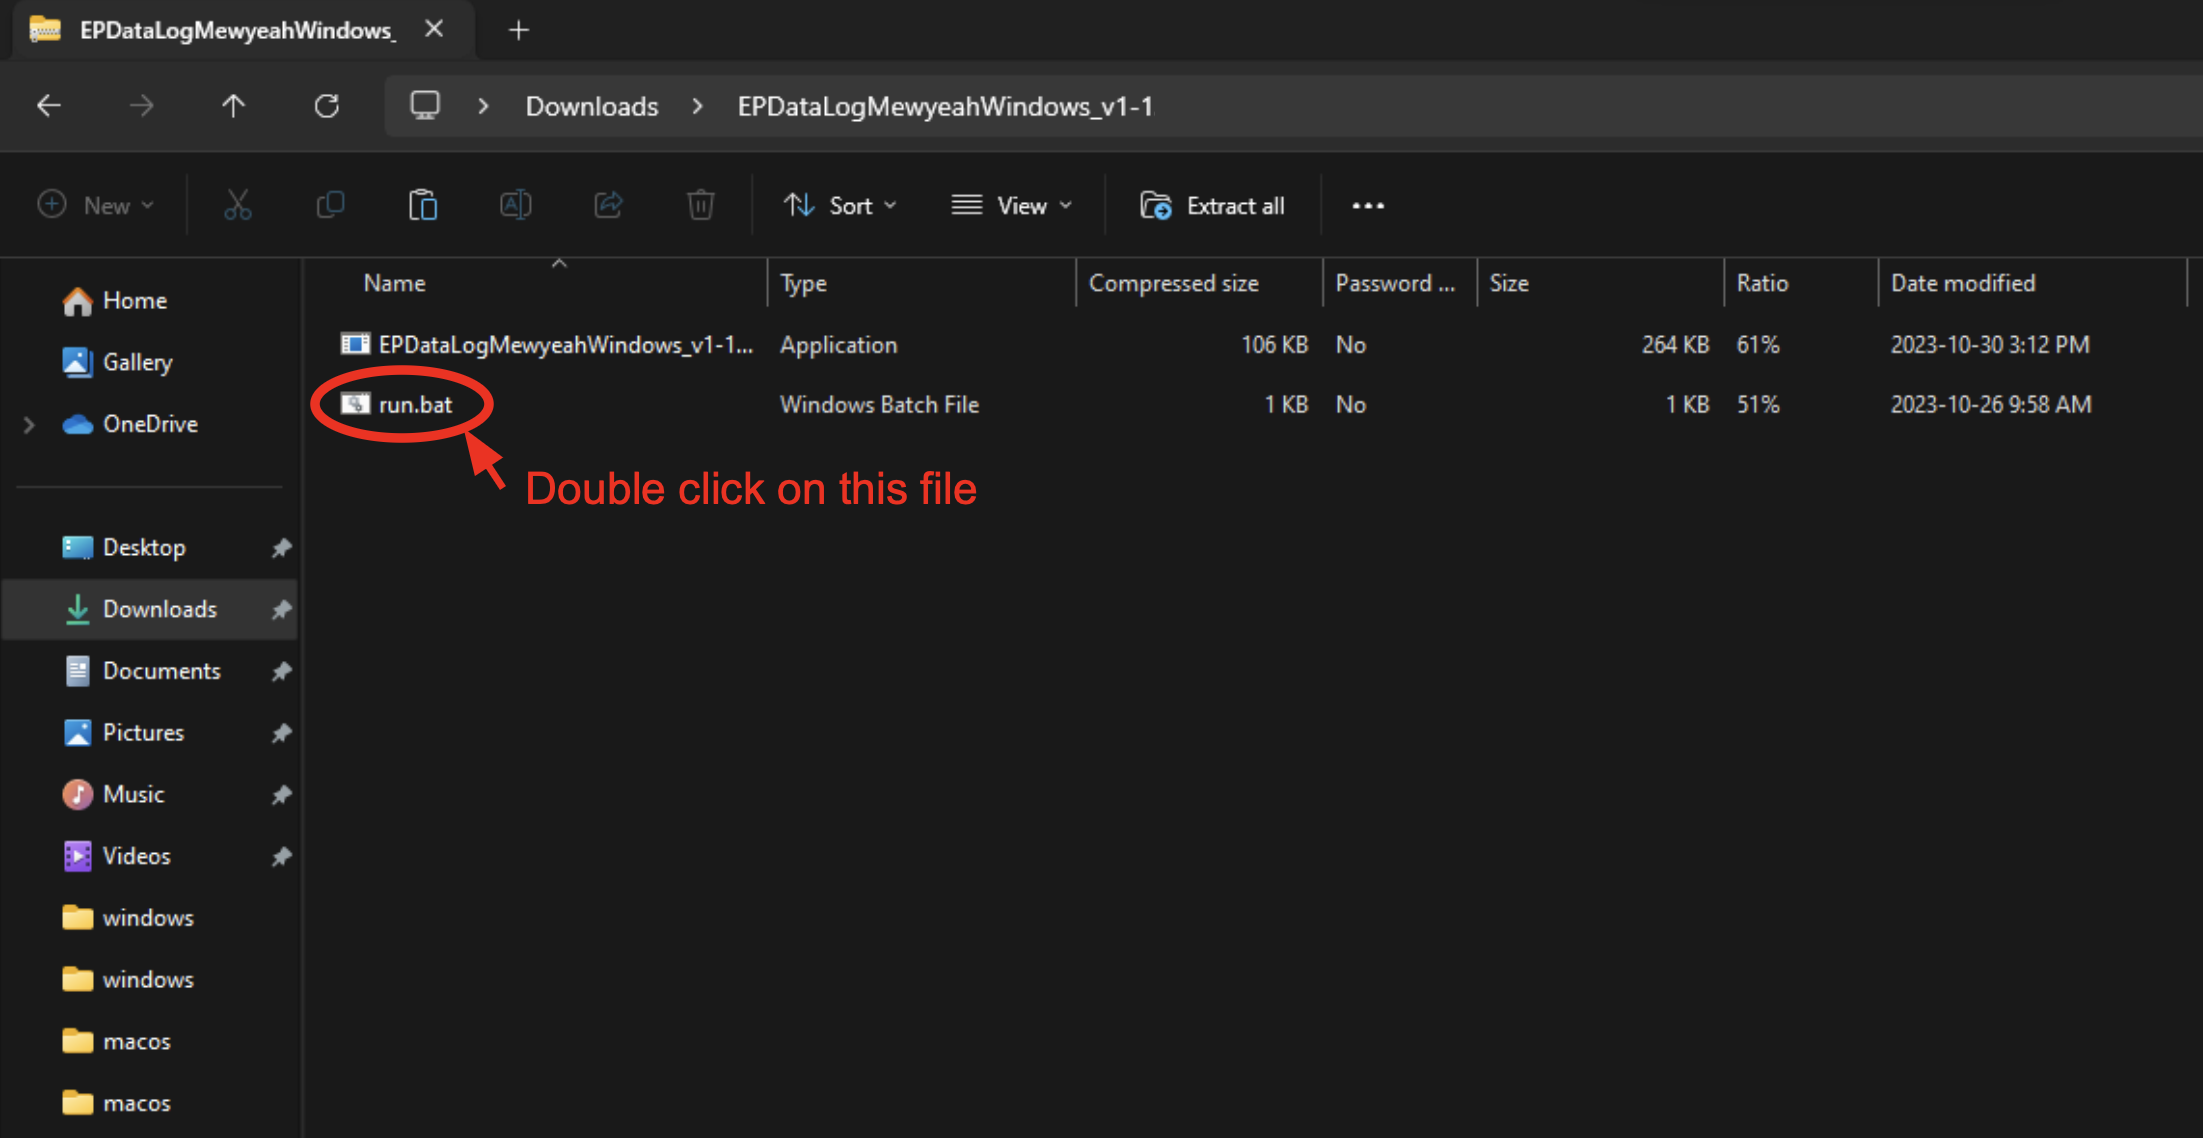 EPDataLogMewyeahWindows_
Downloads EPDataLogMewyeahWindows_v1-1
New Sort View Extract all
Name Type Compressed size Password ... Size Ratio Date modified
EPDataLogMewyeahWindows_v1-1... Application 106 KB No 264 KB 61% 2023-10-30 3:12 PM
run.bat Windows Batch File 1 KB No 1 KB 51% 2023-10-26 9:58 AM
Double click on this file
Home
Gallery
OneDrive
Desktop
Downloads
Documents
Pictures
Music
Videos
windows
windows
macos
macos